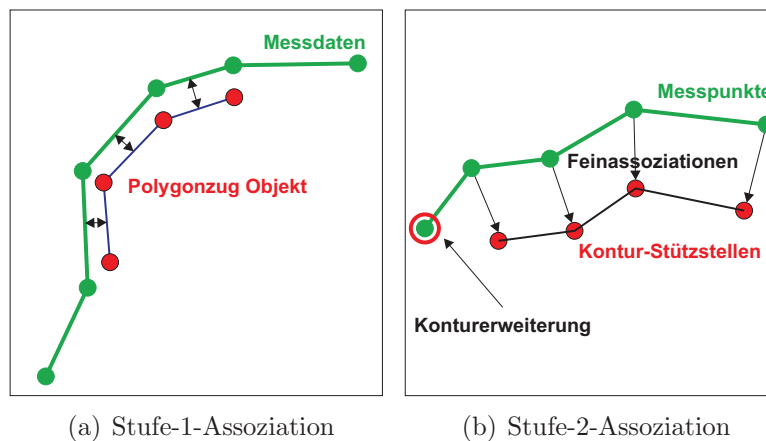 Messdaten
Polygonzug Objekt
(a) Stufe-1-Assoziation
Messpunkte
Feinassoziationen
Kontur-Stützstellen
Konturerweiterung
(b) Stufe-2-Assoziation